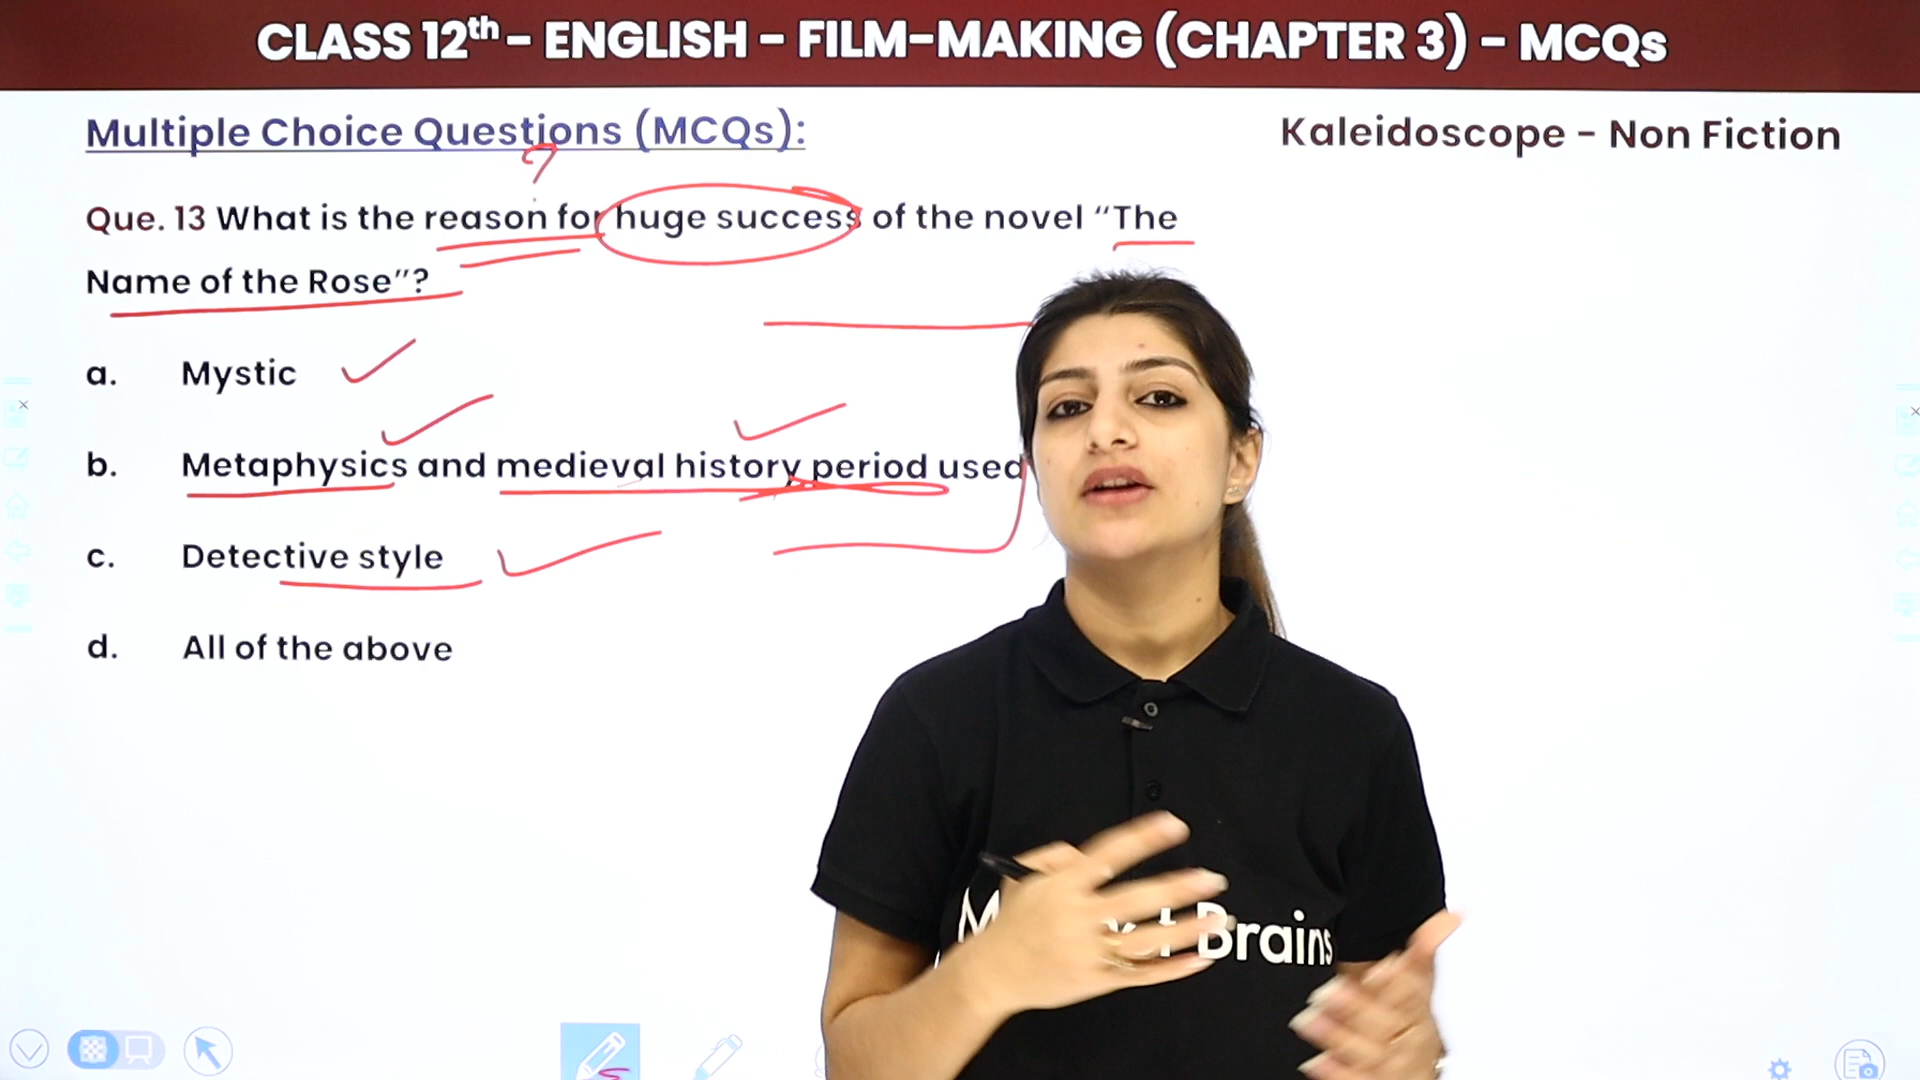 CLASS 12th - ENGLISH - FILM-MAKING (CHAPTER 3) - MCQs
Multiple Choice Questions (MCQs):
Kaleidoscope - Non Fiction
?
Que. 13 What is the reason for huge success of the novel “The
Name of the Rose”?
a. Mystic
b. Metaphysics and medieval history period used
c. Detective style
d. All of the above
Brains